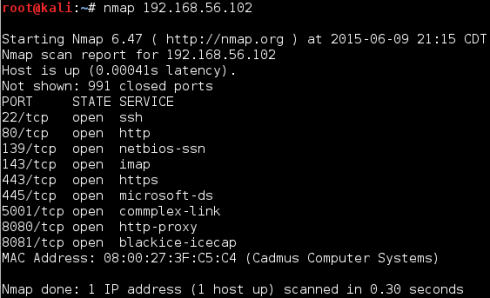 root@kali:~# nmap 192.168.56.102
Starting Nmap 6.47 ( http://nmap.org ) at 2015-06-09 21:15 CDT
Nmap scan report for 192.168.56.102
Host is up (0.00041s latency).
Not shown: 991 closed ports
PORT     STATE SERVICE
22/tcp   open  ssh
80/tcp   open  http
139/tcp  open  netbios-ssn
143/tcp  open  imap
443/tcp  open  https
445/tcp  open  microsoft-ds
5001/tcp open  commplex-link
8080/tcp open  http-proxy
8081/tcp open  blackice-icecap
MAC Address: 08:00:27:3F:C5:C4 (Cadmus Computer Systems)
Nmap done: 1 IP address (1 host up) scanned in 0.30 seconds